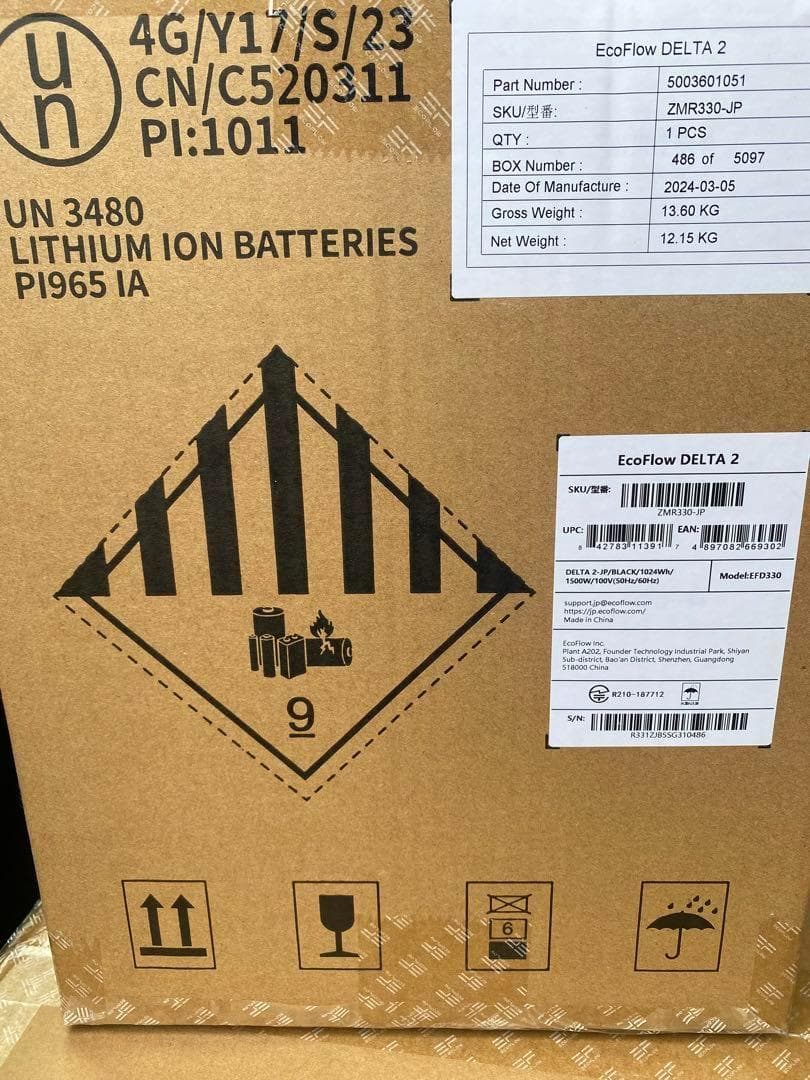 un
4G/Y17/S/23
CN/C520311
PI:1011
UN 3480
LITHIUM ION BATTERIES
PI965 IA
EcoFlow DELTA 2
Part Number : 5003601051
SKU/型番: ZMR330-JP
QTY : 1 PCS
BOX Number : 486 of 5097
Date Of Manufacture : 2024-03-05
Gross Weight : 13.60 KG
Net Weight : 12.15 KG
9
EcoFlow DELTA 2
SKU/型番:
ZMR330-JP
UPC: EAN:
8 42783 11391 7 4 897082 669302
DELTA 2-JP/BLACK/1024Wh/
1500W/100V(50Hz/60Hz)
Model:EFD330
support.jp@ecoflow.com
https://jp.ecoflow.com/
Made in China
EcoFlow Inc.
Plant A202, Founder Technology Industrial Park, Shiyan
Sub-district, Bao'an District, Shenzhen, Guangdong
518000 China
R210-187712
S/N:
R331ZJB5SG310486
6